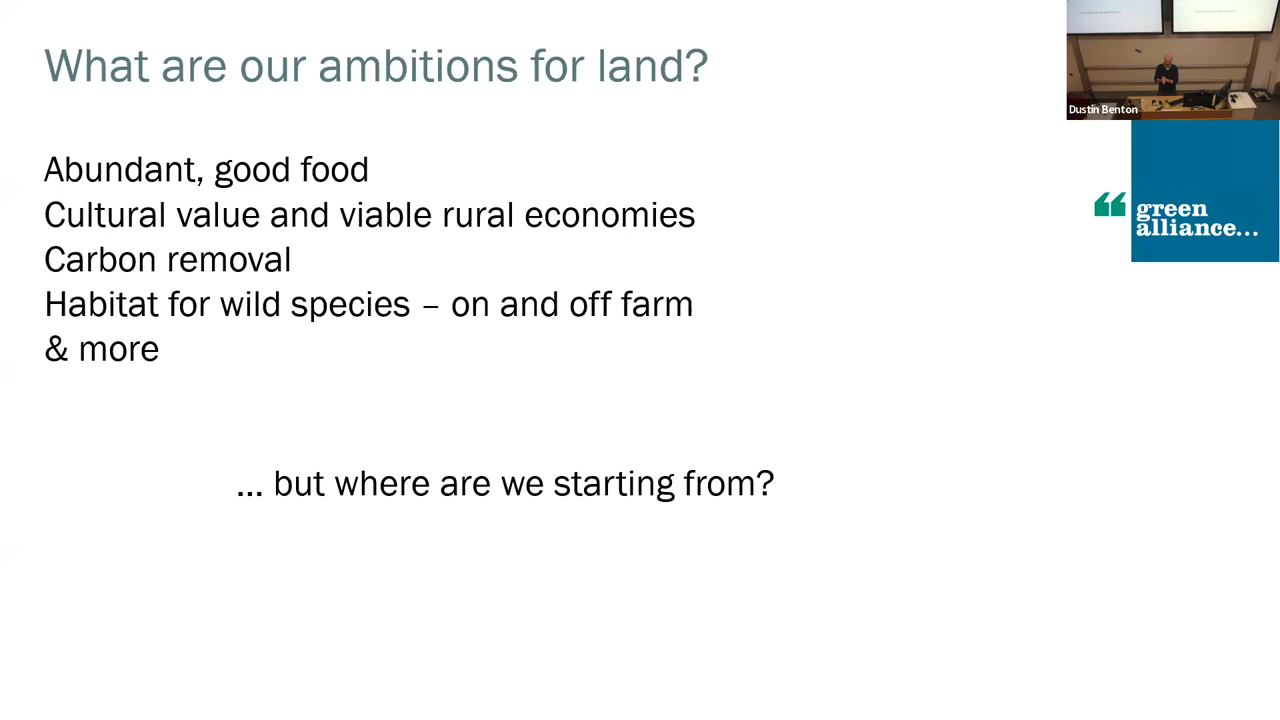 What are our ambitions for land?
Abundant, good food
Cultural value and viable rural economies
Carbon removal
Habitat for wild species – on and off farm
& more
... but where are we starting from?
Dustin Benton
“ green
alliance...